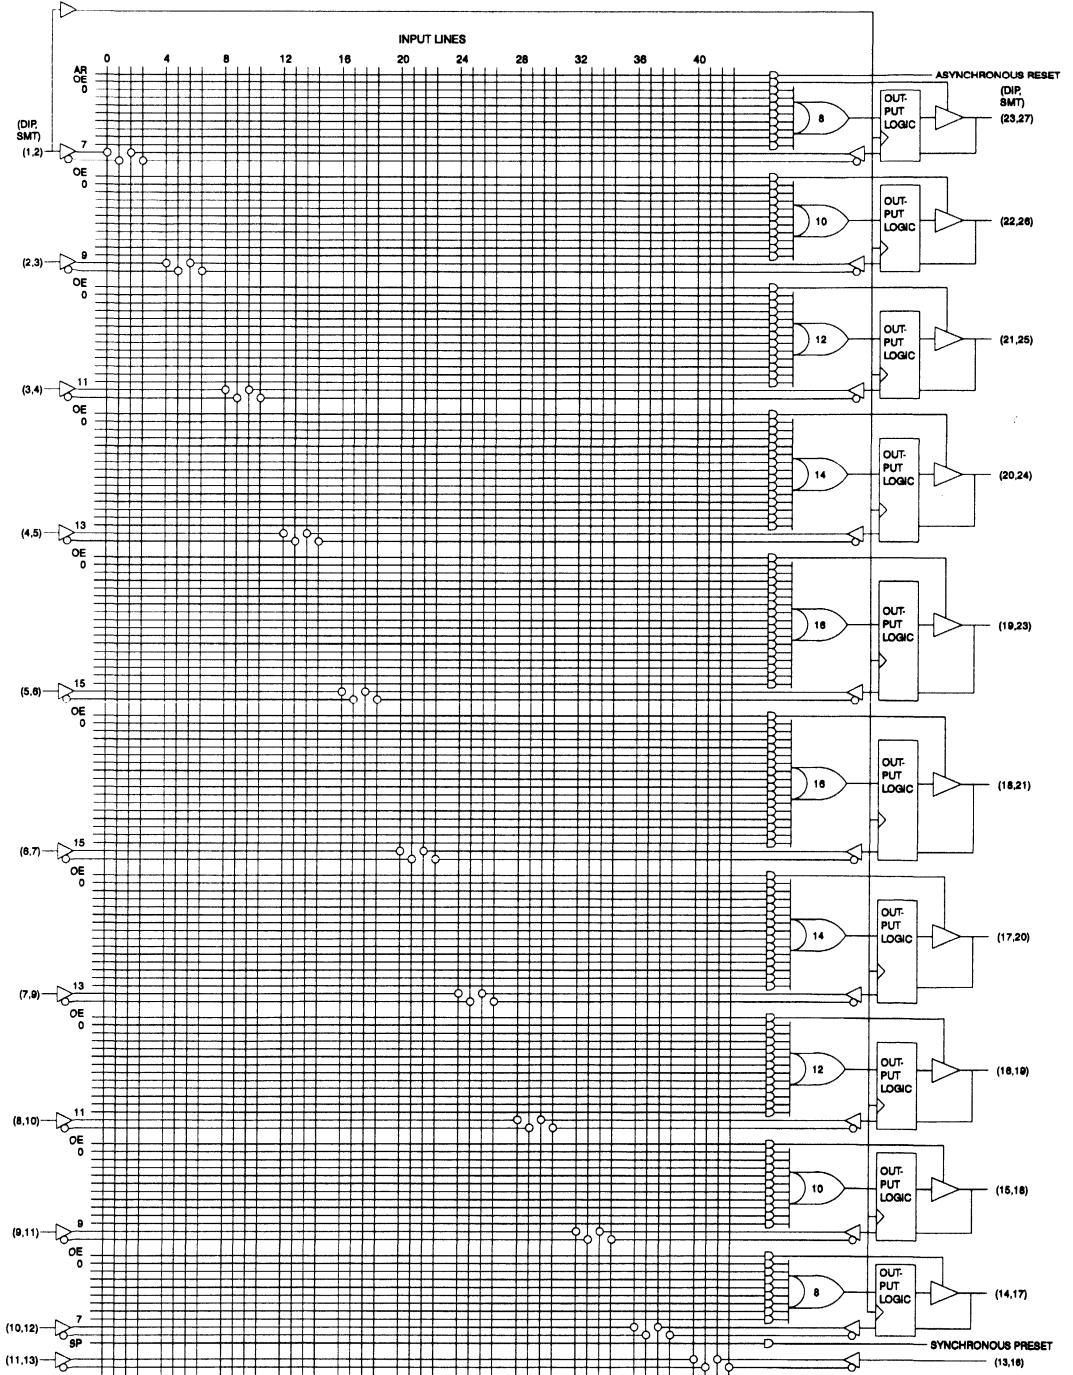 INPUT LINES
0 4 8 12 16 20 24 28 32 36 40
AR
OE
0
ASYNCHRONOUS RESET
(DIP, SMT)
(DIP, SMT)
8
OUT-
PUT
LOGIC
(23,27)
7
(1,2)
OE
0
10
OUT-
PUT
LOGIC
(22,26)
9
(2,3)
OE
0
12
OUT-
PUT
LOGIC
(21,25)
11
(3,4)
OE
0
14
OUT-
PUT
LOGIC
(20,24)
13
(4,5)
OE
0
16
OUT-
PUT
LOGIC
(19,23)
15
(5,6)
OE
0
16
OUT-
PUT
LOGIC
(18,21)
15
(6,7)
OE
0
14
OUT-
PUT
LOGIC
(17,20)
13
(7,9)
OE
0
12
OUT-
PUT
LOGIC
(16,19)
11
(8,10)
OE
0
10
OUT-
PUT
LOGIC
(15,18)
9
(9,11)
OE
0
8
OUT-
PUT
LOGIC
(14,17)
7
(10,12)
SP
SYNCHRONOUS PRESET
(11,13)
(13,16)